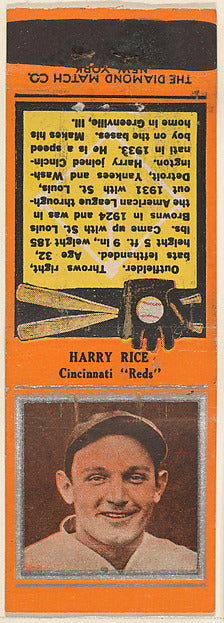 HARRY RICE
Cincinnati "Reds"
Outfielder. Throws right,
bats lefthanded. Age 32,
height 5 ft. 9 in., weight 185
lbs. Came up with St. Louis
Browns in 1924 and was in
the American League through-
out 1931 with St. Louis,
Detroit, Yankees and Wash-
ington. Harry joined Cincin-
nati in 1933. He is a speed
boy on the bases. Makes his
home in Greenville, Ill.
THE DIAMOND MATCH CO.
NEW YORK